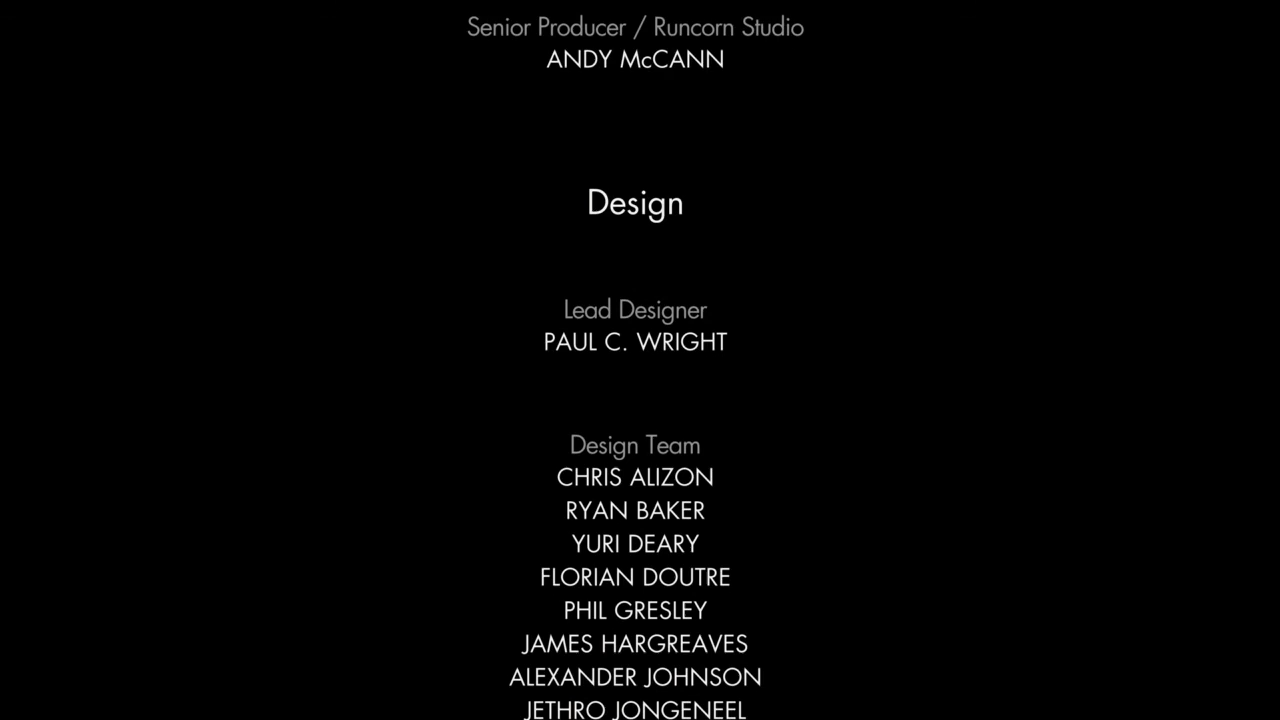 Senior Producer / Runcorn Studio
ANDY McCANN
Design
Lead Designer
PAUL C. WRIGHT
Design Team
CHRIS ALIZON
RYAN BAKER
YURI DEARY
FLORIAN DOUTRE
PHIL GRESLEY
JAMES HARGREAVES
ALEXANDER JOHNSON
JETHRO JONGENEEL